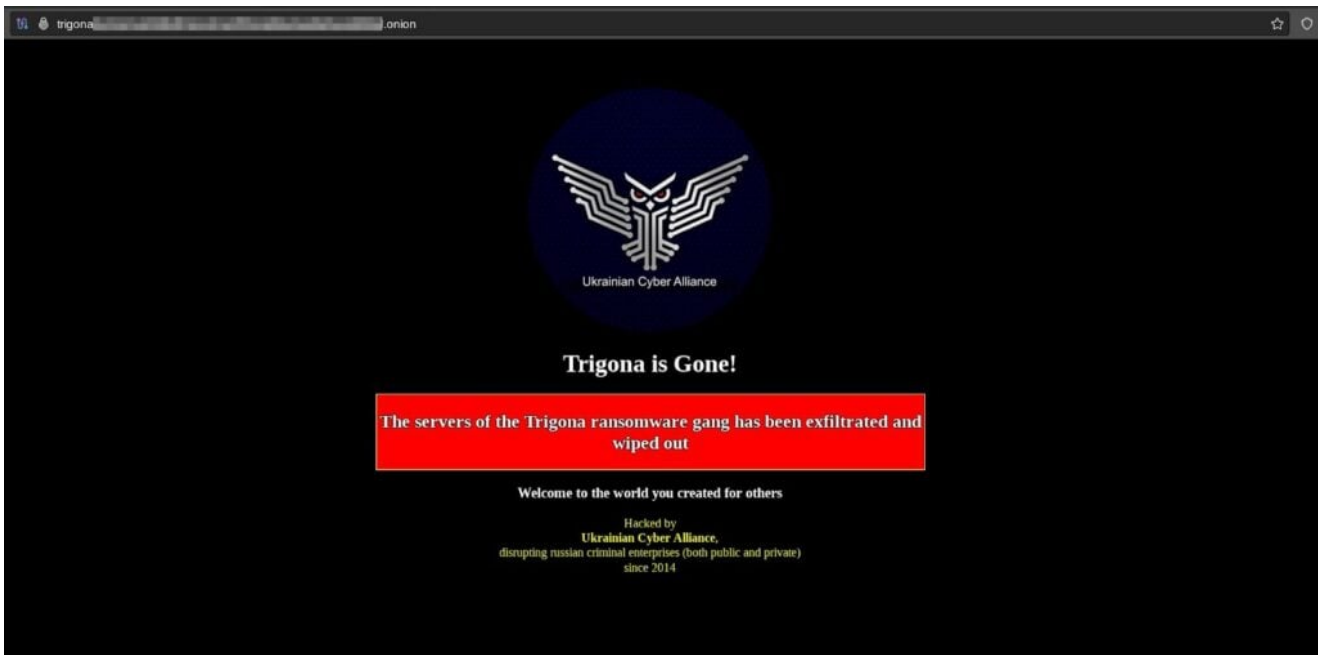 trigona .onion
Ukrainian Cyber Alliance
Trigona is Gone!
The servers of the Trigona ransomware gang has been exfiltrated and
wiped out
Welcome to the world you created for others
Hacked by
Ukrainian Cyber Alliance,
disrupting russian criminal enterprises (both public and private)
since 2014